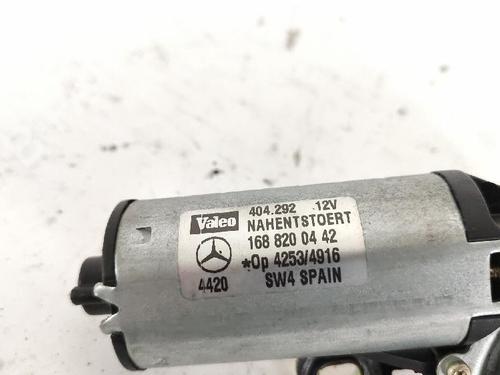 Valeo 404.292 12V
NAHENTSTOERT
168 820 04 42
*Op 4253/4916
4420 SW4 SPAIN